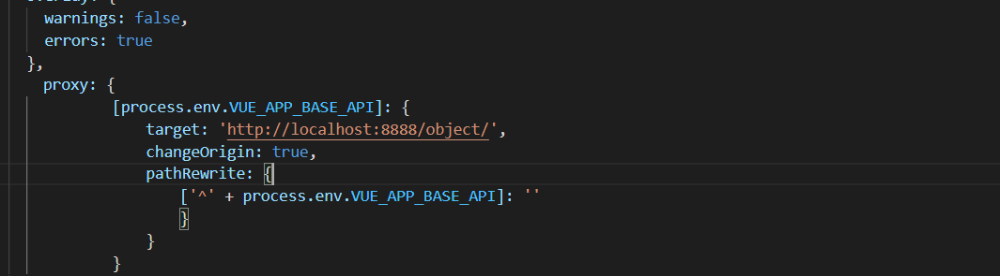 warnings: false,
errors: true
},
proxy: {
[process.env.VUE_APP_BASE_API]: {
target: 'http://localhost:8888/object/',
changeOrigin: true,
pathRewrite: {
['^' + process.env.VUE_APP_BASE_API]: ''
}
}
}